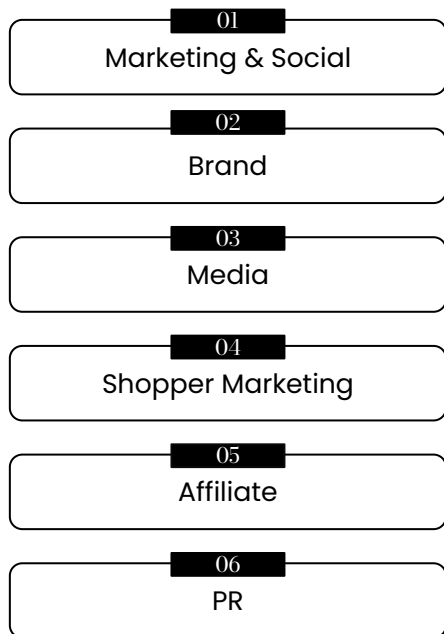 01
Marketing & Social
02
Brand
03
Media
04
Shopper Marketing
05
Affiliate
06
PR